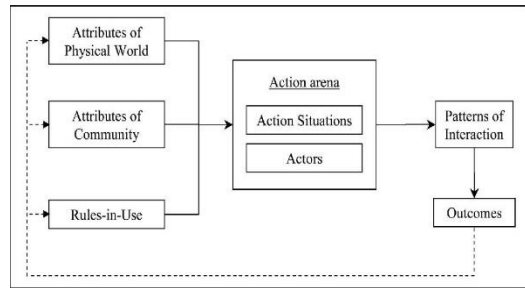 Attributes of
Physical World
Attributes of
Community
Rules-in-Use
Action arena
Action Situations
Actors
Patterns of
Interaction
Outcomes